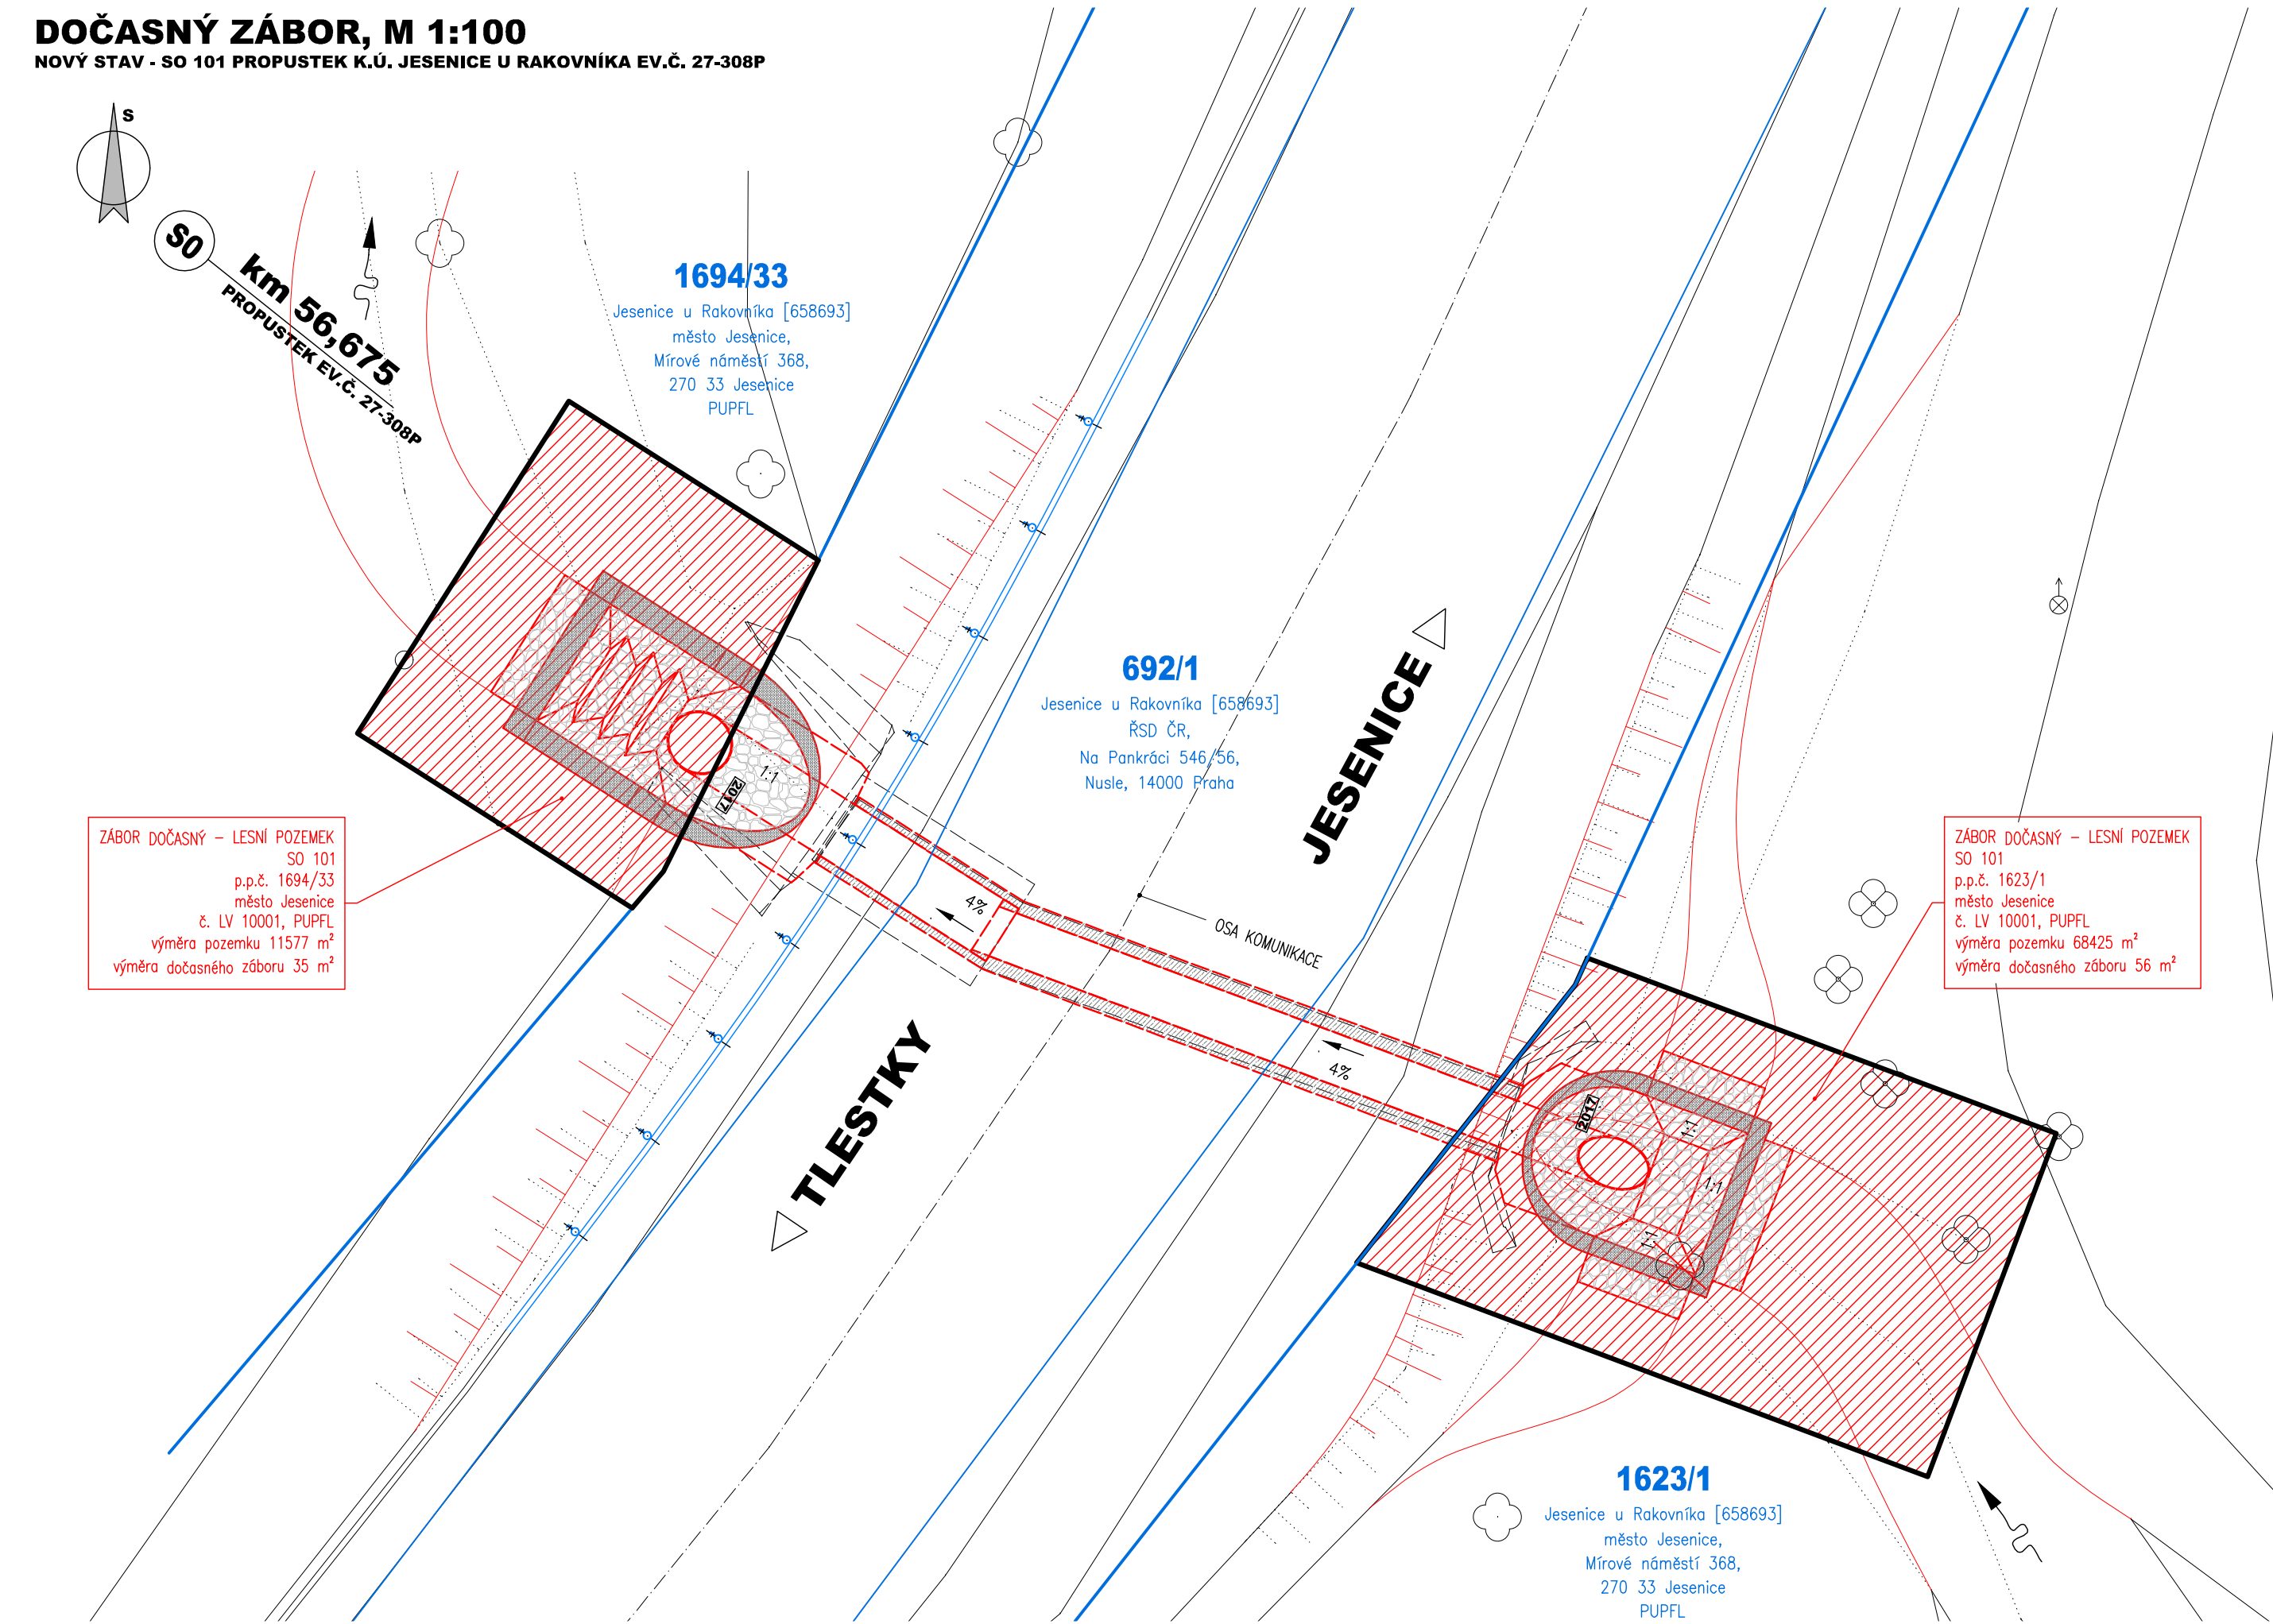 DOČASNÝ ZÁBOR, M 1:100
NOVÝ STAV - SO 101 PROPUSTEK K.Ú. JESENICE U RAKOVNÍKA EV.Č. 27-308P
S
S0
km 56,675
PROPUSTEK EV.Č. 27-308P
1694/33
Jesenice u Rakovníka [658693]
město Jesenice,
Mírové náměstí 368,
270 33 Jesenice
PUPFL
692/1
Jesenice u Rakovníka [658693]
ŘSD ČR,
Na Pankráci 546/56,
Nusle, 14000 Praha
JESENICE
1:1
2017
ZÁBOR DOČASNÝ – LESNÍ POZEMEK
SO 101
p.p.č. 1694/33
město Jesenice
č. LV 10001, PUPFL
výměra pozemku 11577 m²
výměra dočasného záboru 35 m²
4%
OSA KOMUNIKACE
ZÁBOR DOČASNÝ – LESNÍ POZEMEK
SO 101
p.p.č. 1623/1
město Jesenice
č. LV 10001, PUPFL
výměra pozemku 68425 m²
výměra dočasného záboru 56 m²
4%
TLESTKY
2017
1:1
1:1
1:1
1623/1
Jesenice u Rakovníka [658693]
město Jesenice,
Mírové náměstí 368,
270 33 Jesenice
PUPFL